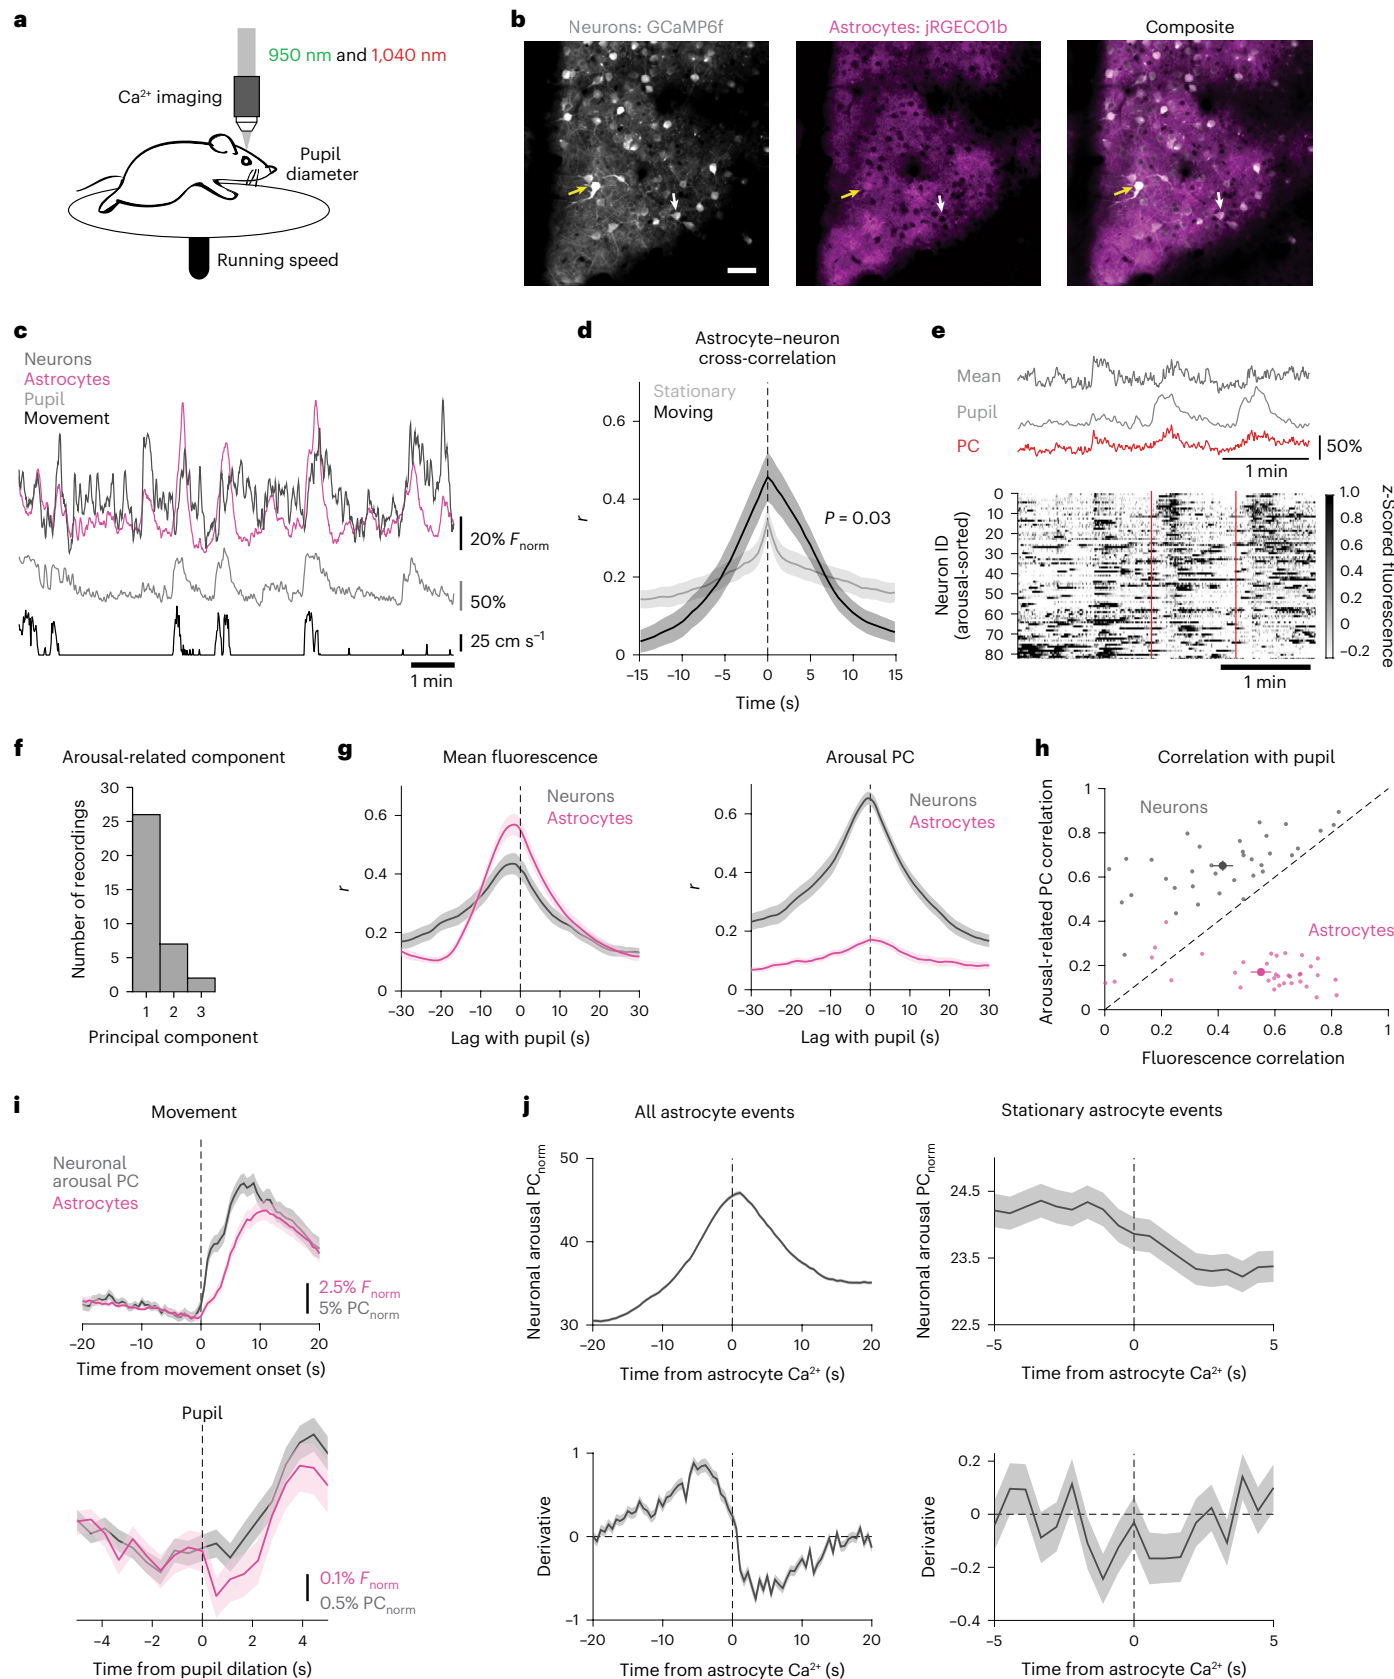 a
950 nm and 1,040 nm
Ca²⁺ imaging
Pupil
diameter
Running speed
b
Neurons: GCaMP6f
Astrocytes: jRGECO1b
Composite
c
Neurons
Astrocytes
Pupil
Movement
20% Fnorm
50%
25 cm s⁻¹
1 min
d
Astrocyte–neuron
cross-correlation
Stationary
Moving
P = 0.03
r
0.6
0.4
0.2
0
−15 −10 −5 0 5 10 15
Time (s)
e
Mean
Pupil
PC
50%
1 min
Neuron ID
(arousal-sorted)
0
10
20
30
40
50
60
70
80
1 min
1.0
0.8
0.6
0.4
0.2
0
−0.2
z-Scored fluorescence
f
Arousal-related component
Number of recordings
30
25
20
15
10
5
0
1 2 3
Principal component
g
Mean fluorescence
Neurons
Astrocytes
r
0.6
0.4
0.2
0
−30 −20 −10 0 10 20 30
Lag with pupil (s)
Arousal PC
Neurons
Astrocytes
r
0.6
0.4
0.2
0
−30 −20 −10 0 10 20 30
Lag with pupil (s)
h
Correlation with pupil
Arousal-related PC correlation
Neurons
Astrocytes
1
0.8
0.6
0.4
0.2
0
0 0.2 0.4 0.6 0.8 1
Fluorescence correlation
i
Movement
Neuronal
arousal PC
Astrocytes
2.5% Fnorm
5% PCnorm
−20 −10 0 10 20
Time from movement onset (s)
Pupil
0.1% Fnorm
0.5% PCnorm
−4 −2 0 2 4
Time from pupil dilation (s)
j
All astrocyte events
Neuronal arousal PCnorm
50
40
30
−20 −10 0 10 20
Time from astrocyte Ca²⁺ (s)
Stationary astrocyte events
Neuronal arousal PCnorm
24.5
23.5
22.5
−5 0 5
Time from astrocyte Ca²⁺ (s)
Derivative
1
0
−1
−20 −10 0 10 20
Time from astrocyte Ca²⁺ (s)
Derivative
0.2
0
−0.2
−0.4
−5 0 5
Time from astrocyte Ca²⁺ (s)